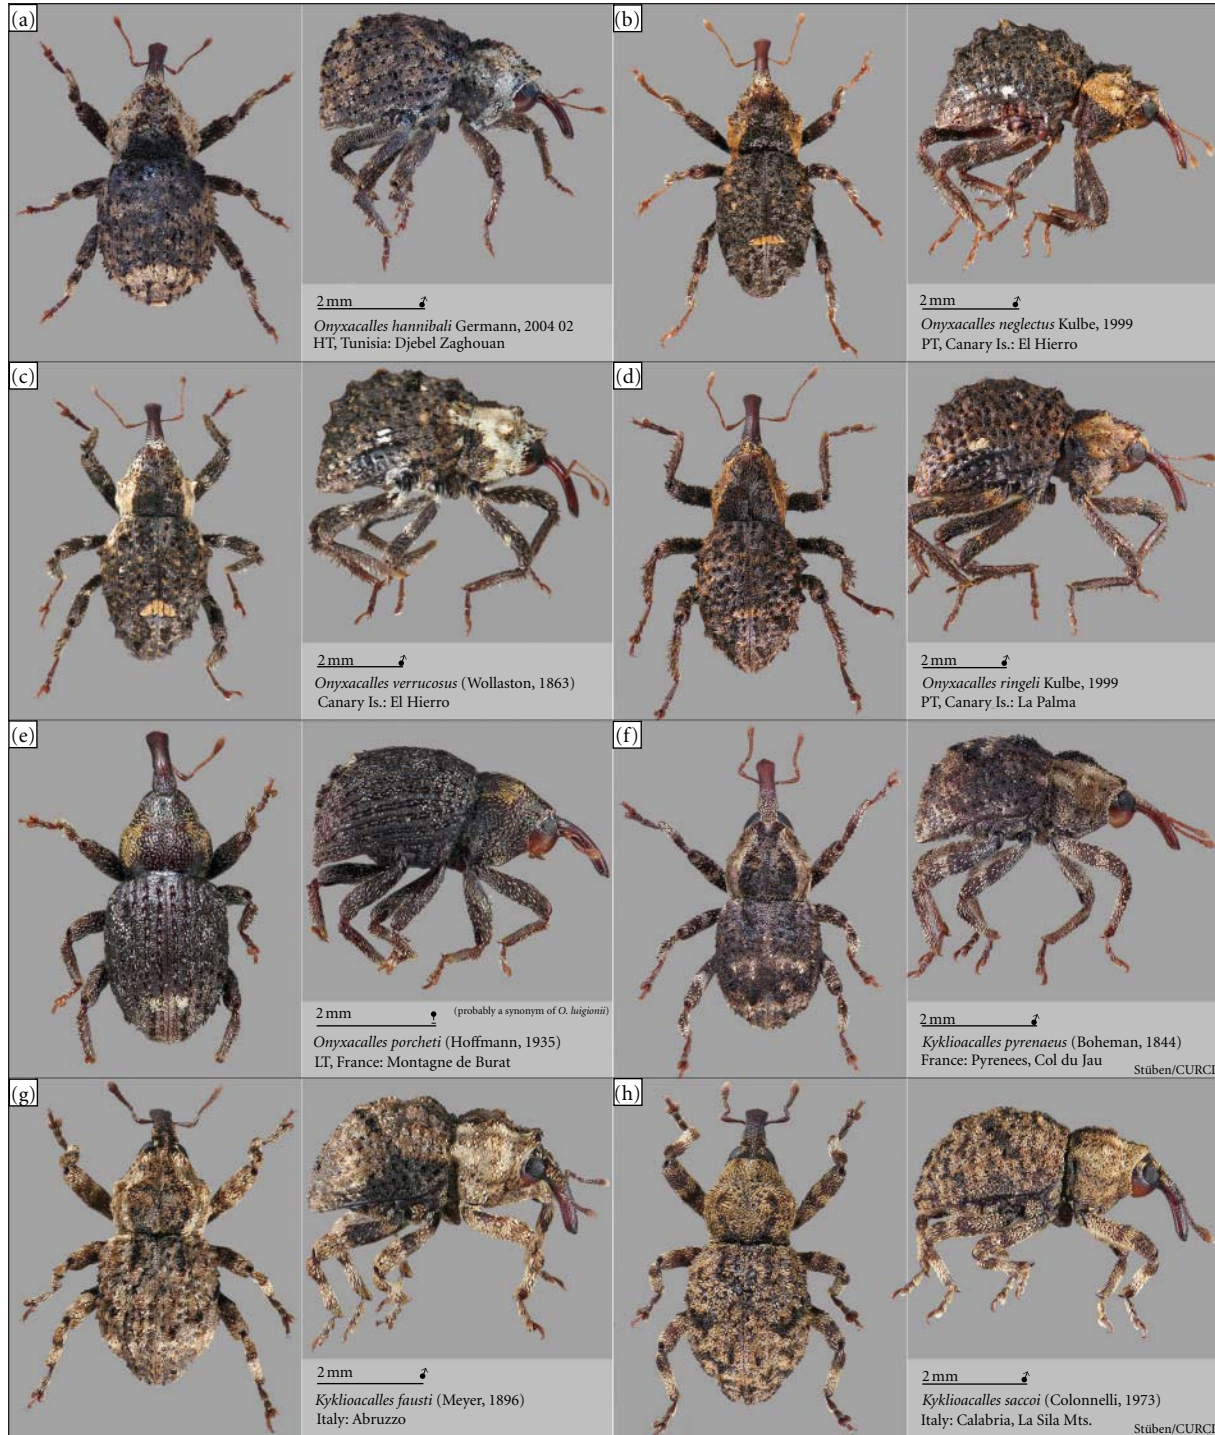 (a)
2 mm
Onyxacalles hannibali Germann, 2004 02
HT, Tunisia: Djebel Zaghouan
(b)
2 mm
Onyxacalles neglectus Kulbe, 1999
PT, Canary Is.: El Hierro
(c)
2 mm
Onyxacalles verrucosus (Wollaston, 1863)
Canary Is.: El Hierro
(d)
2 mm
Onyxacalles ringeli Kulbe, 1999
PT, Canary Is.: La Palma
(e)
2 mm
(probably a synonym of O. luigionii)
Onyxacalles porcheti (Hoffmann, 1935)
LT, France: Montagne de Burat
(f)
2 mm
Kyklioacalles pyrenaeus (Boheman, 1844)
France: Pyrenees, Col du Jau
Stüben/CURCI
(g)
2 mm
Kyklioacalles fausti (Meyer, 1896)
Italy: Abruzzo
(h)
2 mm
Kyklioacalles saccoi (Colonnelli, 1973)
Italy: Calabria, La Sila Mts.
Stüben/CURCI